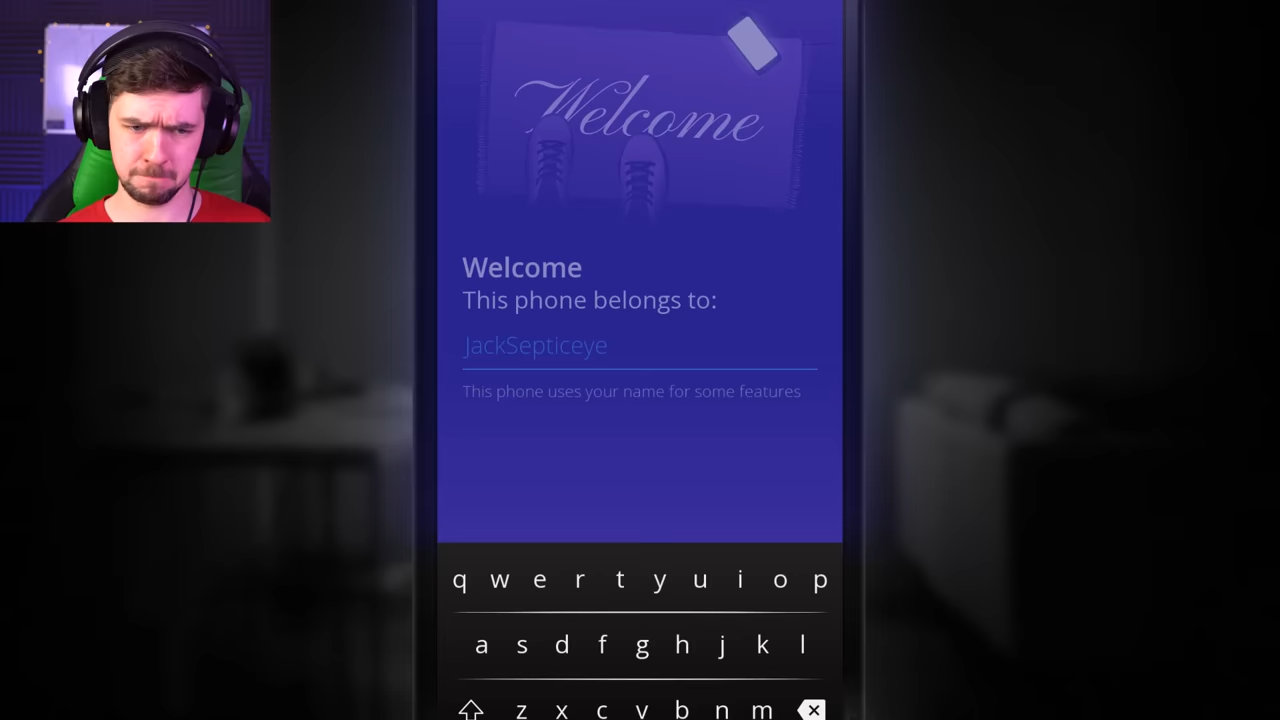 Welcome
Welcome
This phone belongs to:
JackSepticeye
This phone uses your name for some features
q w e r t y u i o p
a s d f g h j k l
z x c v b n m